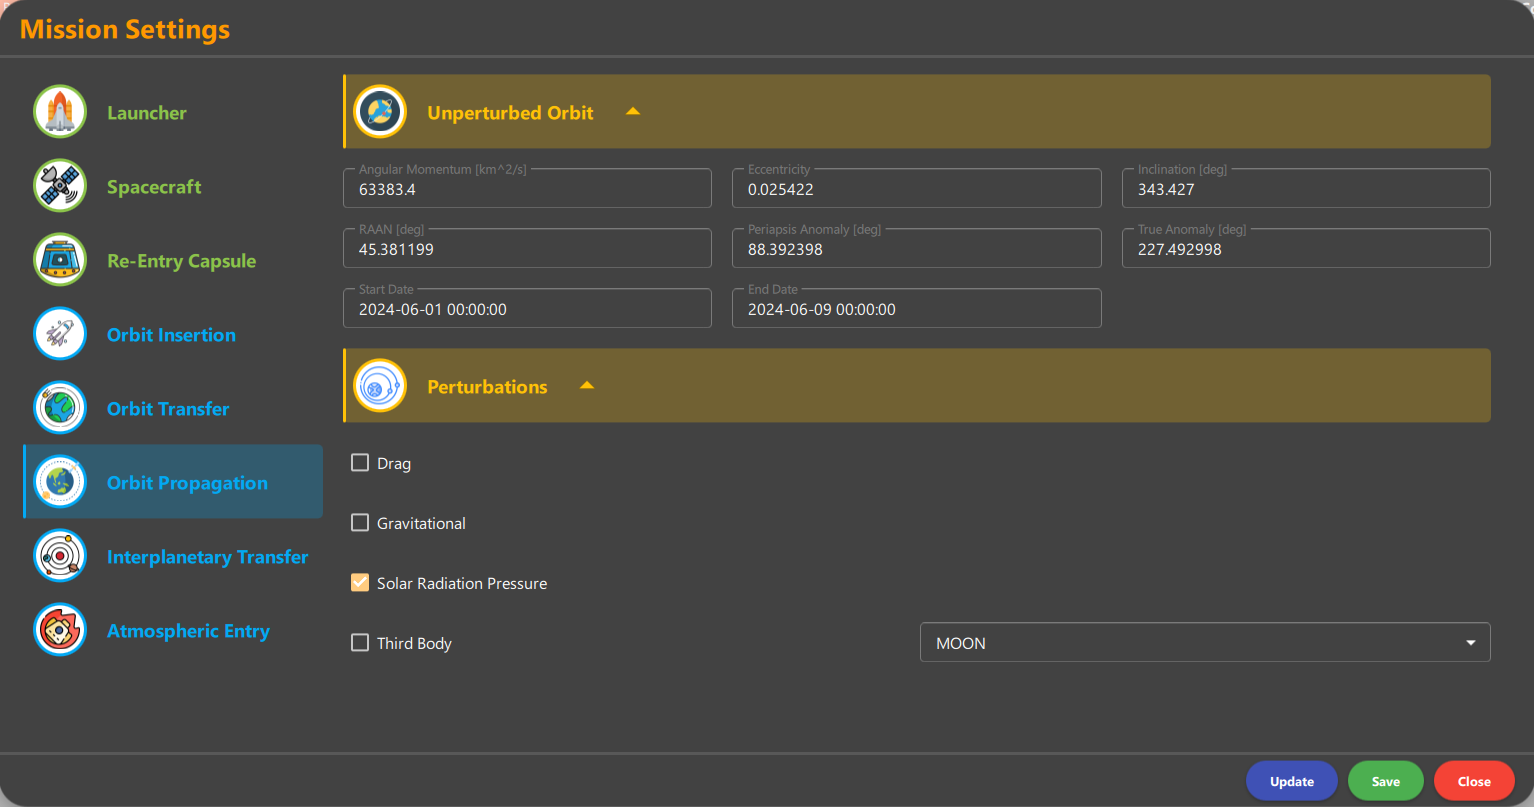 Mission Settings
Launcher
Spacecraft
Re-Entry Capsule
Orbit Insertion
Orbit Transfer
Orbit Propagation
Interplanetary Transfer
Atmospheric Entry
Unperturbed Orbit
Angular Momentum [km^2/s]
63383.4
Eccentricity
0.025422
Inclination [deg]
343.427
RAAN [deg]
45.381199
Periapsis Anomaly [deg]
88.392398
True Anomaly [deg]
227.492998
Start Date
2024-06-01 00:00:00
End Date
2024-06-09 00:00:00
Perturbations
Drag
Gravitational
Solar Radiation Pressure
Third Body
MOON
Update
Save
Close